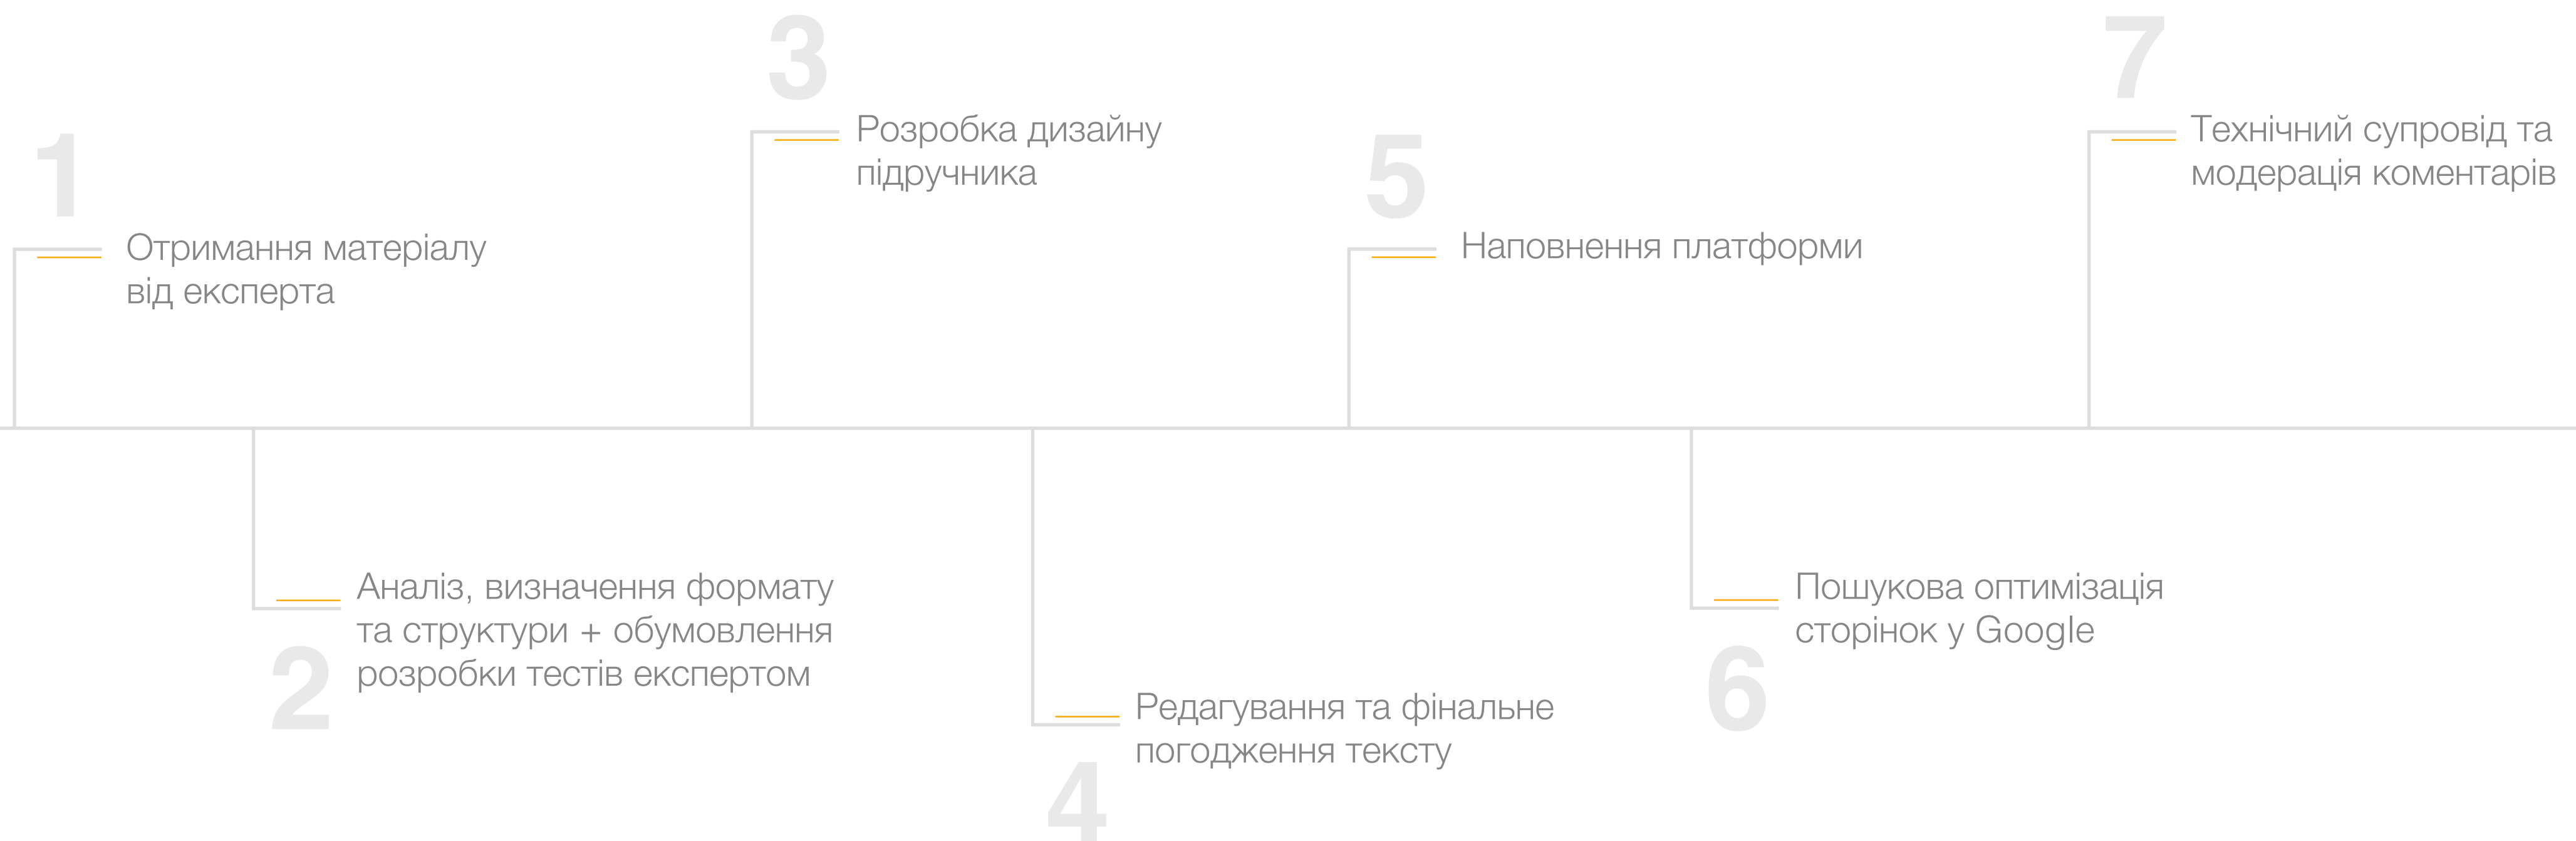 1
Отримання матеріалу
від експерта
2
Аналіз, визначення формату
та структури + обумовлення
розробки тестів експертом
3
Розробка дизайну
підручника
4
Редагування та фінальне
погодження тексту
5
Наповнення платформи
6
Пошукова оптимізація
сторінок у Google
7
Технічний супровід та
модерація коментарів